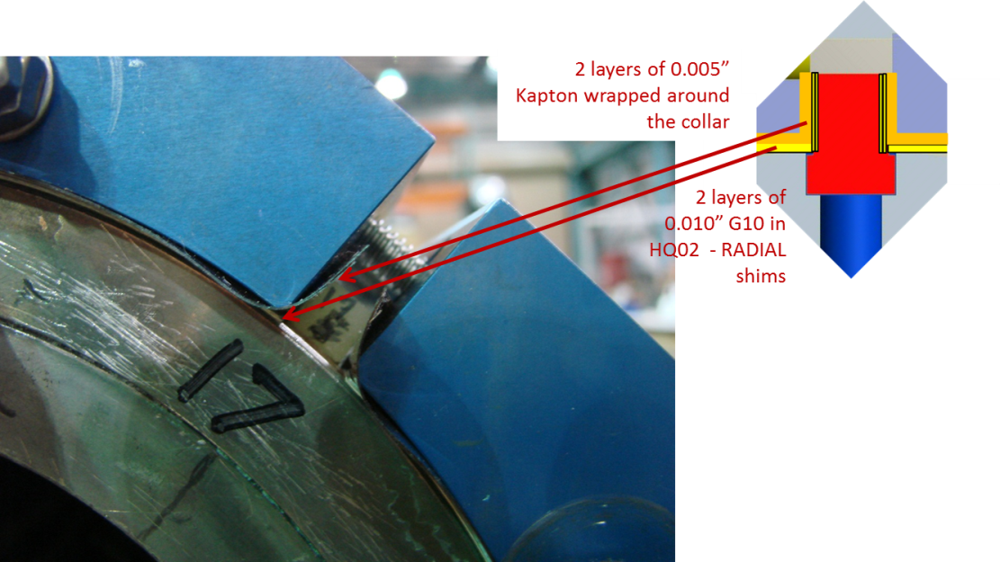 2 layers of 0.005”
Kapton wrapped around
the collar
2 layers of
0.010” G10 in
HQ02 - RADIAL
shims
17